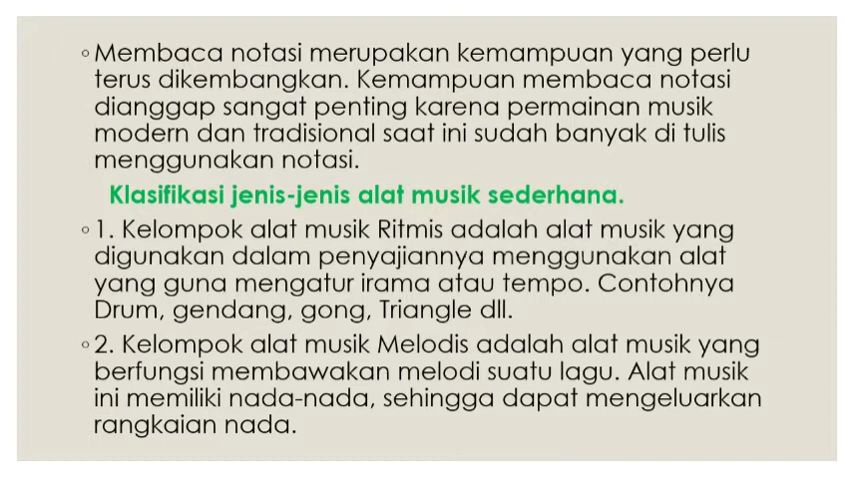 ◦ Membaca notasi merupakan kemampuan yang perlu
terus dikembangkan. Kemampuan membaca notasi
dianggap sangat penting karena permainan musik
modern dan tradisional saat ini sudah banyak di tulis
menggunakan notasi.
Klasifikasi jenis-jenis alat musik sederhana.
◦ 1. Kelompok alat musik Ritmis adalah alat musik yang
digunakan dalam penyajiannya menggunakan alat
yang guna mengatur irama atau tempo. Contohnya
Drum, gendang, gong, Triangle dll.
◦ 2. Kelompok alat musik Melodis adalah alat musik yang
berfungsi membawakan melodi suatu lagu. Alat musik
ini memiliki nada-nada, sehingga dapat mengeluarkan
rangkaian nada.